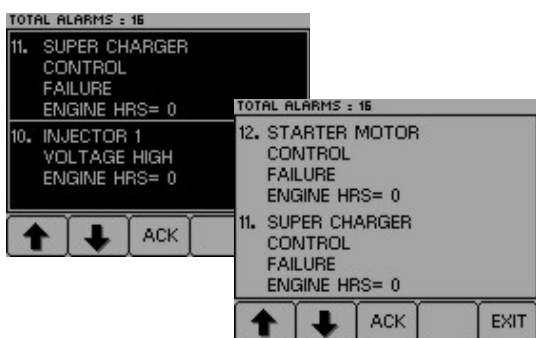 TOTAL ALARMS : 16
11. SUPER CHARGER
CONTROL
FAILURE
ENGINE HRS= 0
10. INJECTOR 1
VOLTAGE HIGH
ENGINE HRS= 0
ACK
TOTAL ALARMS : 16
12. STARTER MOTOR
CONTROL
FAILURE
ENGINE HRS= 0
11. SUPER CHARGER
CONTROL
FAILURE
ENGINE HRS= 0
ACK
EXIT